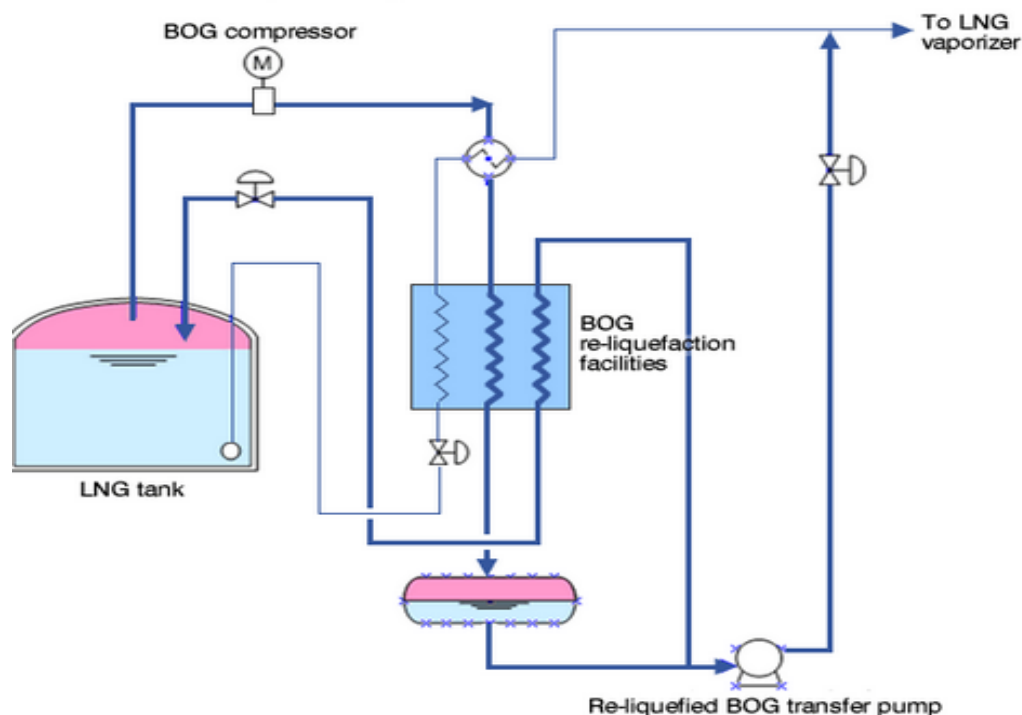 BOG compressor
M
To LNG
vaporizer
BOG
re-liquefaction
facilities
LNG tank
Re-liquefied BOG transfer pump